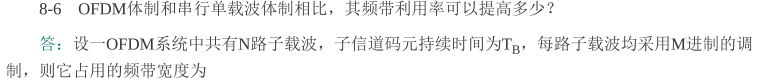 8-6 OFDM体制和串行单载波体制相比，其频带利用率可以提高多少？
答：设一OFDM系统中共有N路子载波，子信道码元持续时间为TB，每路子载波均采用M进制的调
制，则它占用的频带宽度为